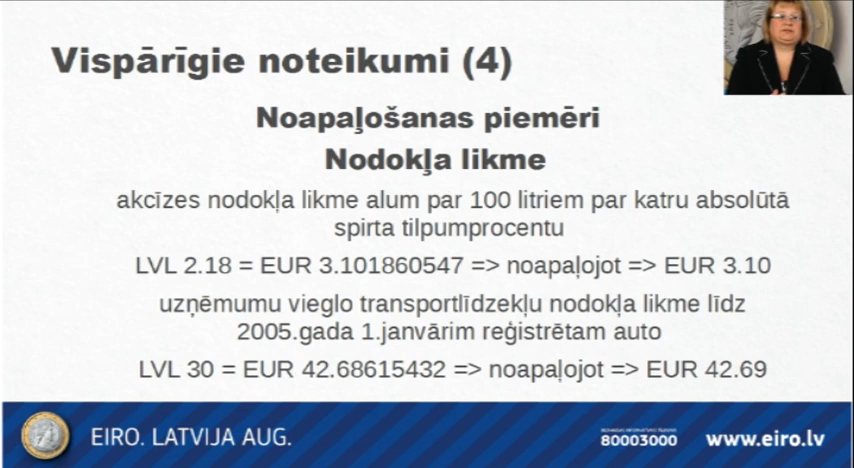 Vispārīgie noteikumi (4)
Noapaļošanas piemēri
Nodokļa likme
akcīzes nodokļa likme alum par 100 litriem par katru absolūtā
spirta tilpumprocentu
LVL 2.18 = EUR 3.101860547 => noapaļojot => EUR 3.10
uzņēmumu vieglo transportlīdzekļu nodokļa likme līdz
2005.gada 1.janvārim reģistrētam auto
LVL 30 = EUR 42.68615432 => noapaļojot => EUR 42.69
EIRO. LATVIJA AUG.
80003000
www.eiro.lv